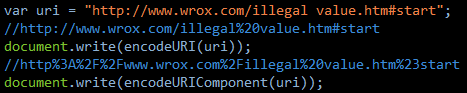 var uri = "http://www.wrox.com/illegal value.htm#start";
//http://www.wrox.com/illegal%20value.htm#start
document.write(encodeURI(uri));
//http%3A%2F%2Fwww.wrox.com%2Fillegal%20value.htm%23start
document.write(encodeURIComponent(uri));